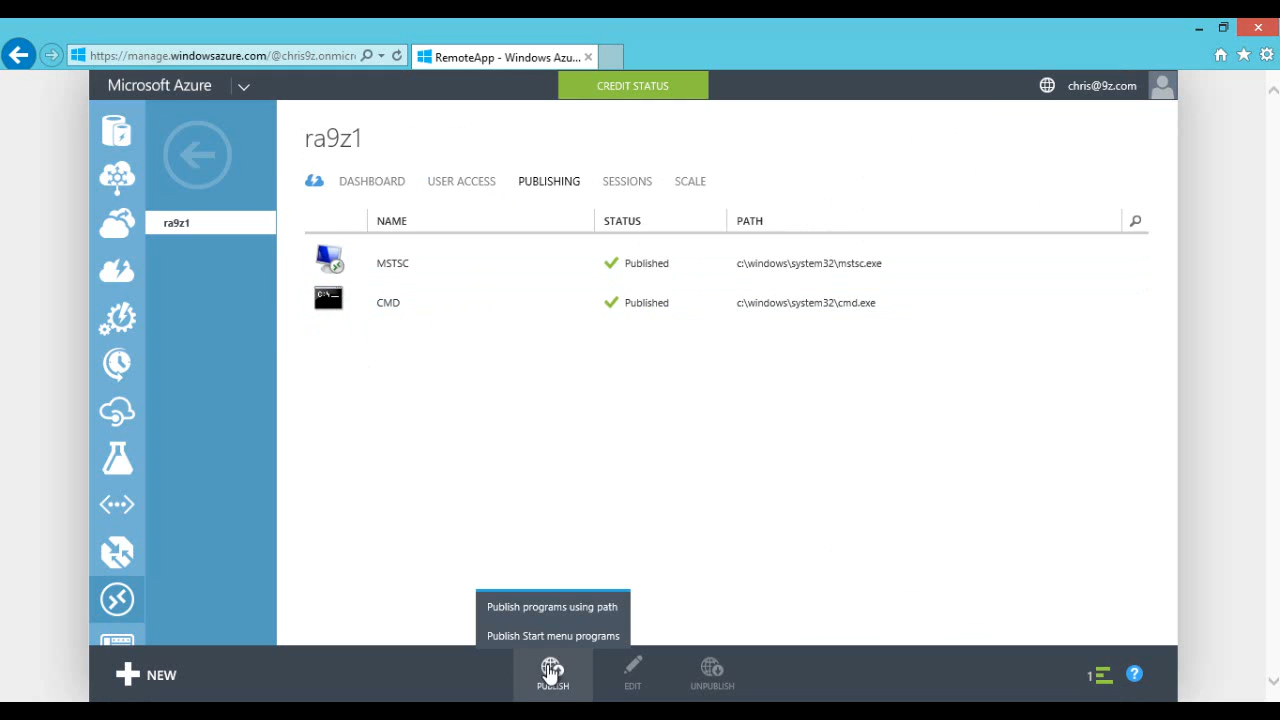 https://manage.windowsazure.com/@chris9z.onmicr
RemoteApp - Windows Azu...
Microsoft Azure
CREDIT STATUS
chris@9z.com
ra9z1
DASHBOARD USER ACCESS PUBLISHING SESSIONS SCALE
ra9z1
NAME STATUS PATH
MSTSC Published c:\windows\system32\mstsc.exe
C:\
CMD Published c:\windows\system32\cmd.exe
Publish programs using path
Publish Start menu programs
NEW
PUBLISH EDIT UNPUBLISH
1
?